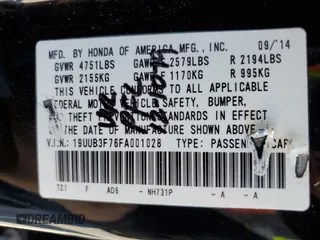 MFD. BY HONDA OF AMERICA MFG., INC. 09/14
GVWR 4751LBS GAWR F 2579LBS R 2194LBS
GVWR 2155KG GAWR F 1170KG R 995KG
THIS VEHICLE CONFORMS TO ALL APPLICABLE
FEDERAL MOTOR VEHICLE SAFETY, BUMPER,
AND THEFT PREVENTION STANDARDS IN EFFECT
ON THE DATE OF MANUFACTURE SHOWN ABOVE.
V.I.N. 19UUB3F76FA001028 TYPE: PASSENGER CAR
F AD6 - NH731P - A - A
DREAMBID